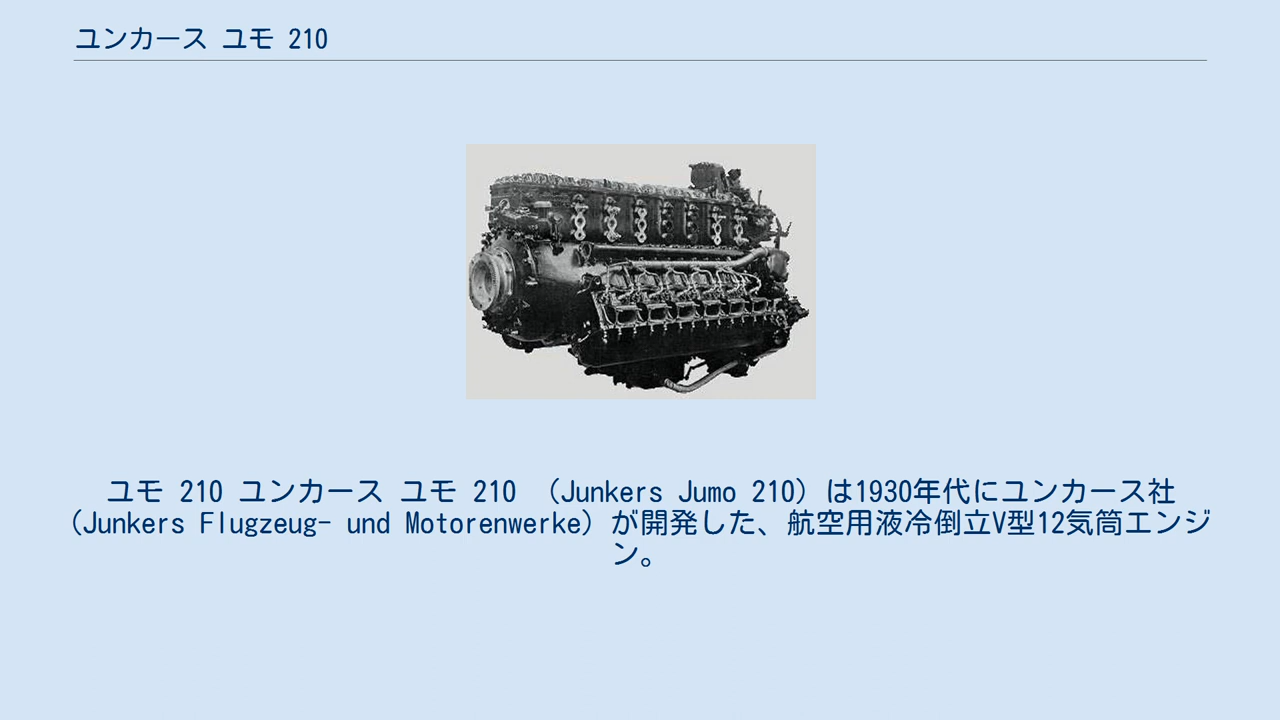 ユンカース ユモ 210
ユモ 210 ユンカース ユモ 210 （Junkers Jumo 210）は1930年代にユンカース社
（Junkers Flugzeug- und Motorenwerke）が開発した、航空用液冷倒立V型12気筒エンジ
ン。